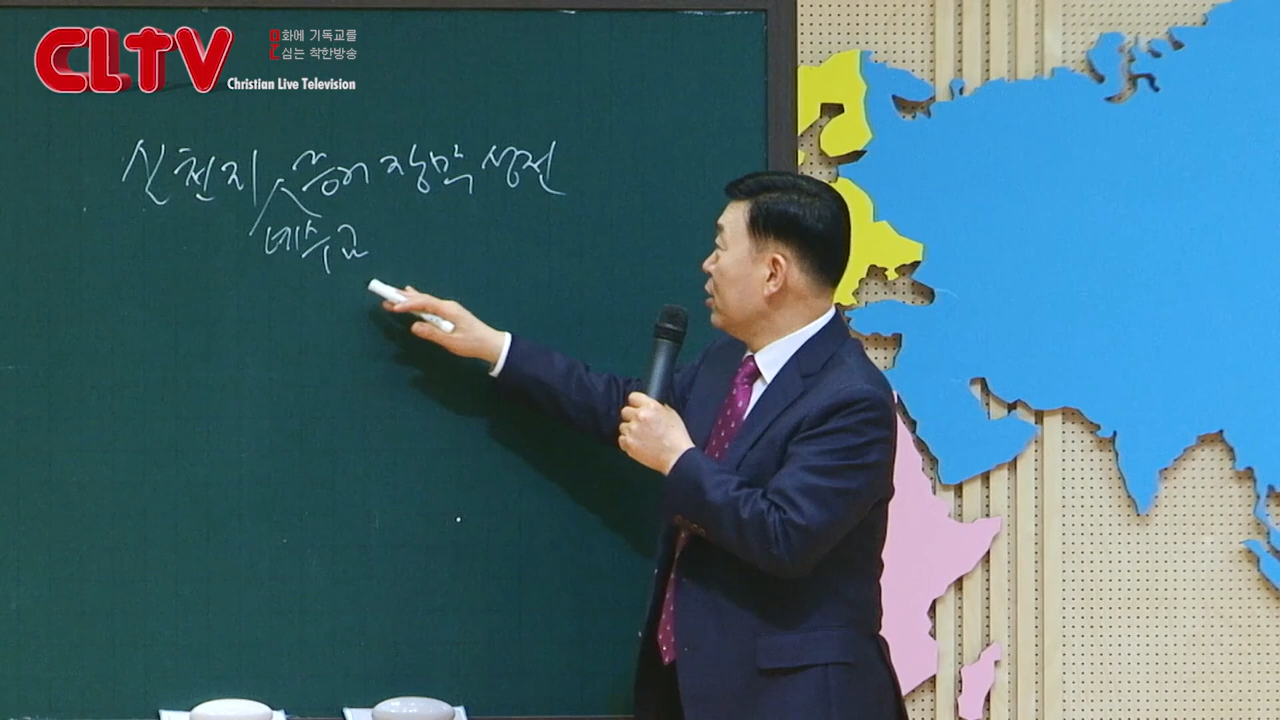 CLTV
문화에 기독교를
심는 착한방송
Christian Live Television
신천지 증거 장막 성전
예수교